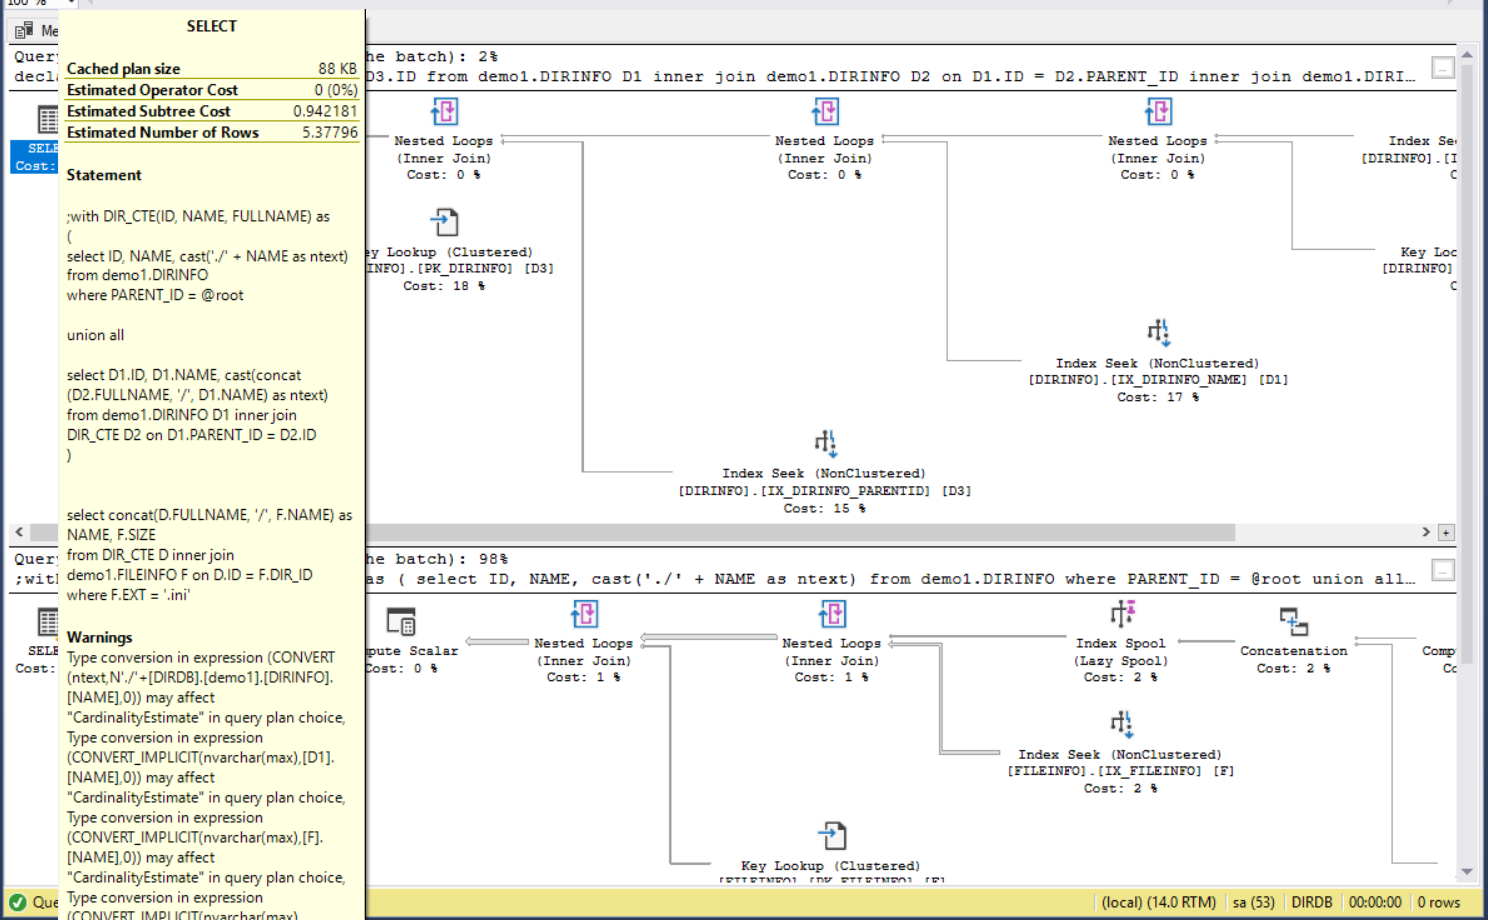 100 %
Me
SELECT
Cached plan size 88 KB
Estimated Operator Cost 0 (0%)
Estimated Subtree Cost 0.942181
Estimated Number of Rows 5.37796
Statement
;with DIR_CTE(ID, NAME, FULLNAME) as
(
select ID, NAME, cast('./' + NAME as ntext)
from demo1.DIRINFO
where PARENT_ID = @root
union all
select D1.ID, D1.NAME, cast(concat
(D2.FULLNAME, '/', D1.NAME) as ntext)
from demo1.DIRINFO D1 inner join
DIR_CTE D2 on D1.PARENT_ID = D2.ID
)
select concat(D.FULLNAME, '/', F.NAME) as
NAME, F.SIZE
from DIR_CTE D inner join
demo1.FILEINFO F on D.ID = F.DIR_ID
where F.EXT = '.ini'
Warnings
Type conversion in expression (CONVERT
(ntext,N'./'+[DIRDB].[demo1].[DIRINFO].
[NAME],0)) may affect
"CardinalityEstimate" in query plan choice,
Type conversion in expression
(CONVERT_IMPLICIT(nvarchar(max),[D1].
[NAME],0)) may affect
"CardinalityEstimate" in query plan choice,
Type conversion in expression
(CONVERT_IMPLICIT(nvarchar(max),[F].
[NAME],0)) may affect
"CardinalityEstimate" in query plan choice,
Type conversion in expression
(CONVERT_IMPLICIT(nvarchar(max),
Quer he batch): 2%
decl D3.ID from demo1.DIRINFO D1 inner join demo1.DIRINFO D2 on D1.ID = D2.PARENT_ID inner join demo1.DIRI...
SELE
Cost:
Nested Loops
(Inner Join)
Cost: 0 %
Nested Loops
(Inner Join)
Cost: 0 %
Nested Loops
(Inner Join)
Cost: 0 %
Index Se
[DIRINFO].[I
C
ey Lookup (Clustered)
INFO].[PK_DIRINFO] [D3]
Cost: 18 %
Key Loc
[DIRINFO]
C
Index Seek (NonClustered)
[DIRINFO].[IX_DIRINFO_NAME] [D1]
Cost: 17 %
Index Seek (NonClustered)
[DIRINFO].[IX_DIRINFO_PARENTID] [D3]
Cost: 15 %
Quer he batch): 98%
;wit as ( select ID, NAME, cast('./' + NAME as ntext) from demo1.DIRINFO where PARENT_ID = @root union all...
SELE
Cost:
pute Scalar
Cost: 0 %
Nested Loops
(Inner Join)
Cost: 1 %
Nested Loops
(Inner Join)
Cost: 1 %
Index Spool
(Lazy Spool)
Cost: 2 %
Concatenation
Cost: 2 %
Comp
Co
Index Seek (NonClustered)
[FILEINFO].[IX_FILEINFO] [F]
Cost: 2 %
Key Lookup (Clustered)
[FILEINFO].[PK_FILEINFO] [F]
Que
(local) (14.0 RTM) sa (53) DIRDB 00:00:00 0 rows